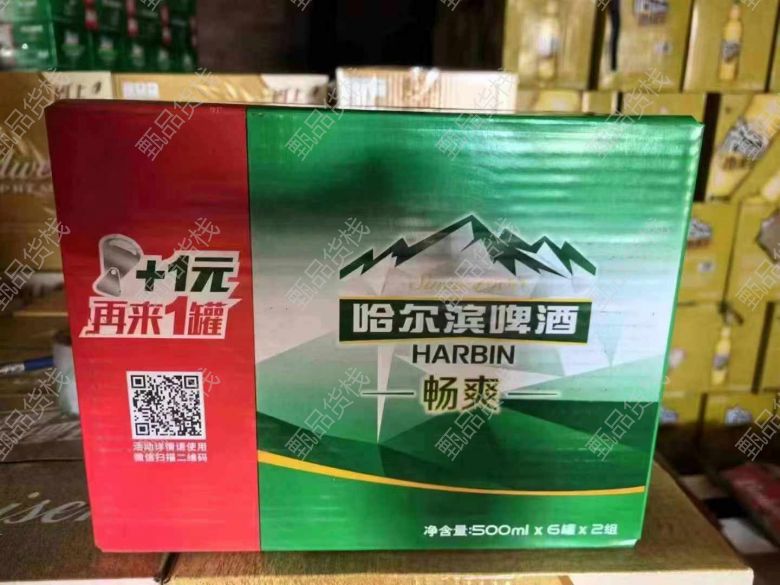 +1元
再来1罐
活动详情请使用
微信扫描二维码
Since 1900
哈尔滨啤酒
HARBIN
畅爽
净含量:500ml x 6罐 x 2组
甄品货栈